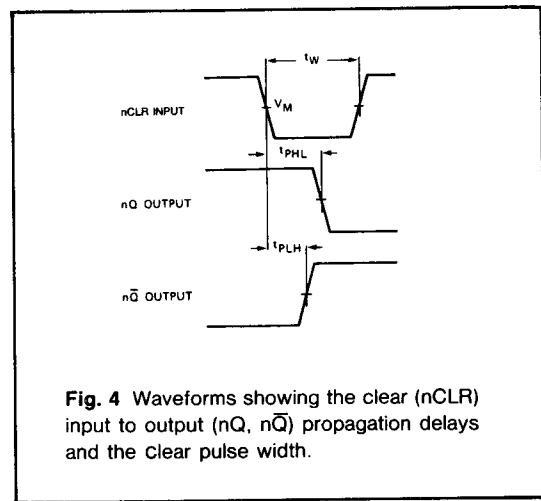 tW
nCLR INPUT
VM
tPHL
nQ OUTPUT
tPLH
nQ̅ OUTPUT
Fig. 4 Waveforms showing the clear (nCLR)
input to output (nQ, nQ̅) propagation delays
and the Clear pulse width.